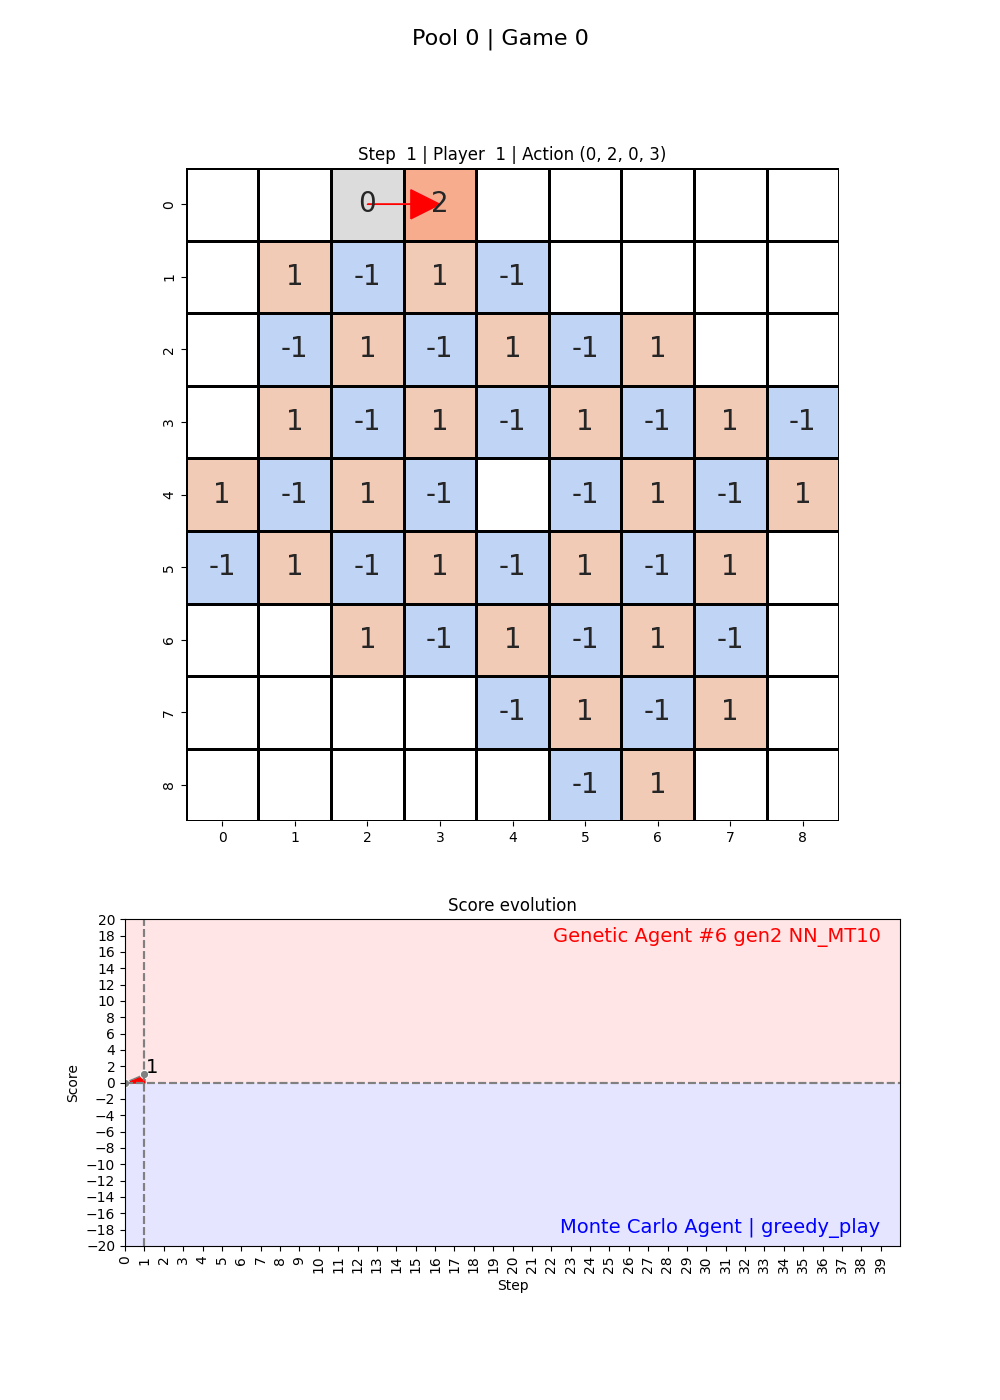 Pool 0 | Game 0
Step 1 | Player 1 | Action (0, 2, 0, 3)
0 0 2
1 1 -1 1 -1
2 -1 1 -1 1 -1 1
3 1 -1 1 -1 1 -1 1 -1
4 1 -1 1 -1 -1 1 -1 1
5 -1 1 -1 1 -1 1 -1 1
6 1 -1 1 -1 1 -1
7 -1 1 -1 1
8 -1 1
0 1 2 3 4 5 6 7 8
Score evolution
20
18
16
14
12
10
8
6
4
2
0
−2
−4
−6
−8
−10
−12
−14
−16
−18
−20
Score
Genetic Agent #6 gen2 NN_MT10
1
Monte Carlo Agent | greedy_play
0 1 2 3 4 5 6 7 8 9 10 11 12 13 14 15 16 17 18 19 20 21 22 23 24 25 26 27 28 29 30 31 32 33 34 35 36 37 38 39
Step